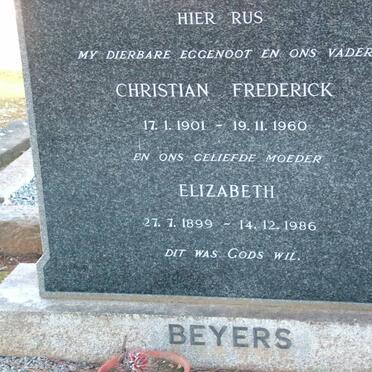 HIER RUS
MY DIERBARE EGGENOOT EN ONS VADER
CHRISTIAN FREDERICK
17.1.1901 - 19.11.1960
EN ONS GELIEFDE MOEDER
ELIZABETH
27.7.1899 - 14.12.1986
DIT WAS GODS WIL.
BEYERS